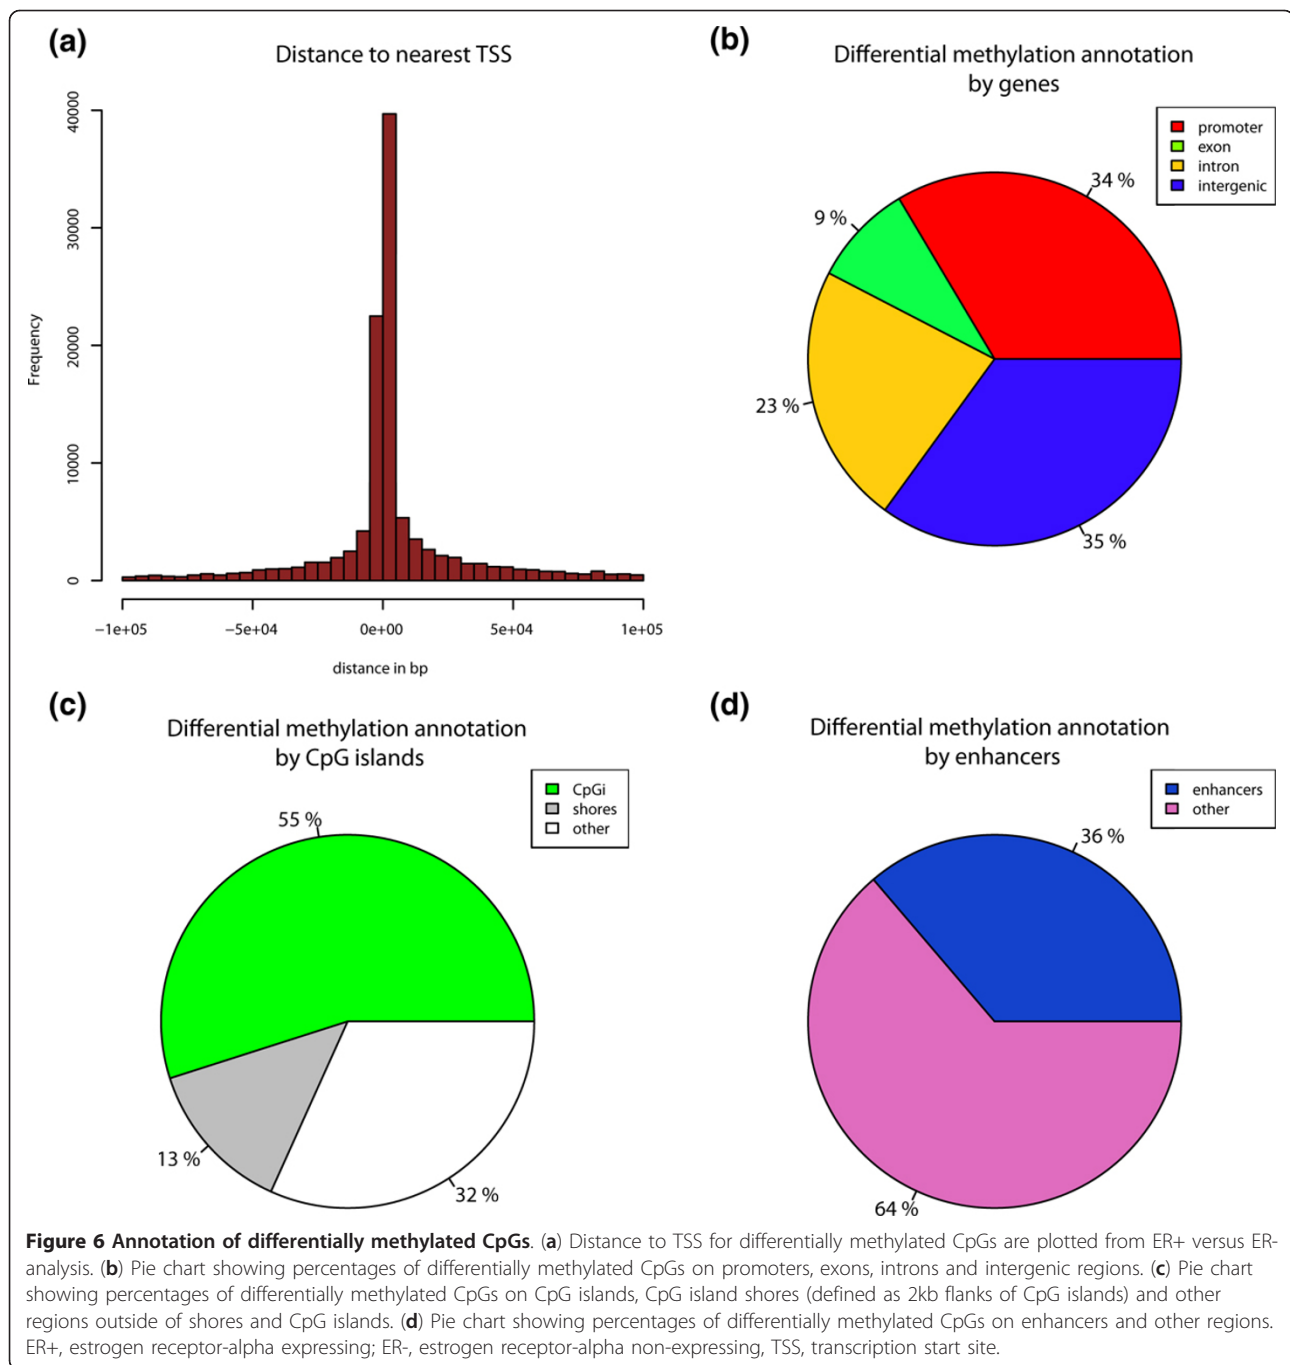 (a)
Distance to nearest TSS
Frequency
40000
30000
20000
10000
0
−1e+05
−5e+04
0e+00
5e+04
1e+05
distance in bp
(b)
Differential methylation annotation
by genes
promoter
exon
intron
intergenic
34 %
9 %
23 %
35 %
(c)
Differential methylation annotation
by CpG islands
CpGi
shores
other
55 %
13 %
32 %
(d)
Differential methylation annotation
by enhancers
enhancers
other
36 %
64 %
Figure 6 Annotation of differentially methylated CpGs. (a) Distance to TSS for differentially methylated CpGs are plotted from ER+ versus ER-
analysis. (b) Pie chart showing percentages of differentially methylated CpGs on promoters, exons, introns and intergenic regions. (c) Pie chart
showing percentages of differentially methylated CpGs on CpG islands, CpG island shores (defined as 2kb flanks of CpG islands) and other
regions outside of shores and CpG islands. (d) Pie chart showing percentages of differentially methylated CpGs on enhancers and other regions.
ER+, estrogen receptor-alpha expressing; ER-, estrogen receptor-alpha non-expressing, TSS, transcription start site.